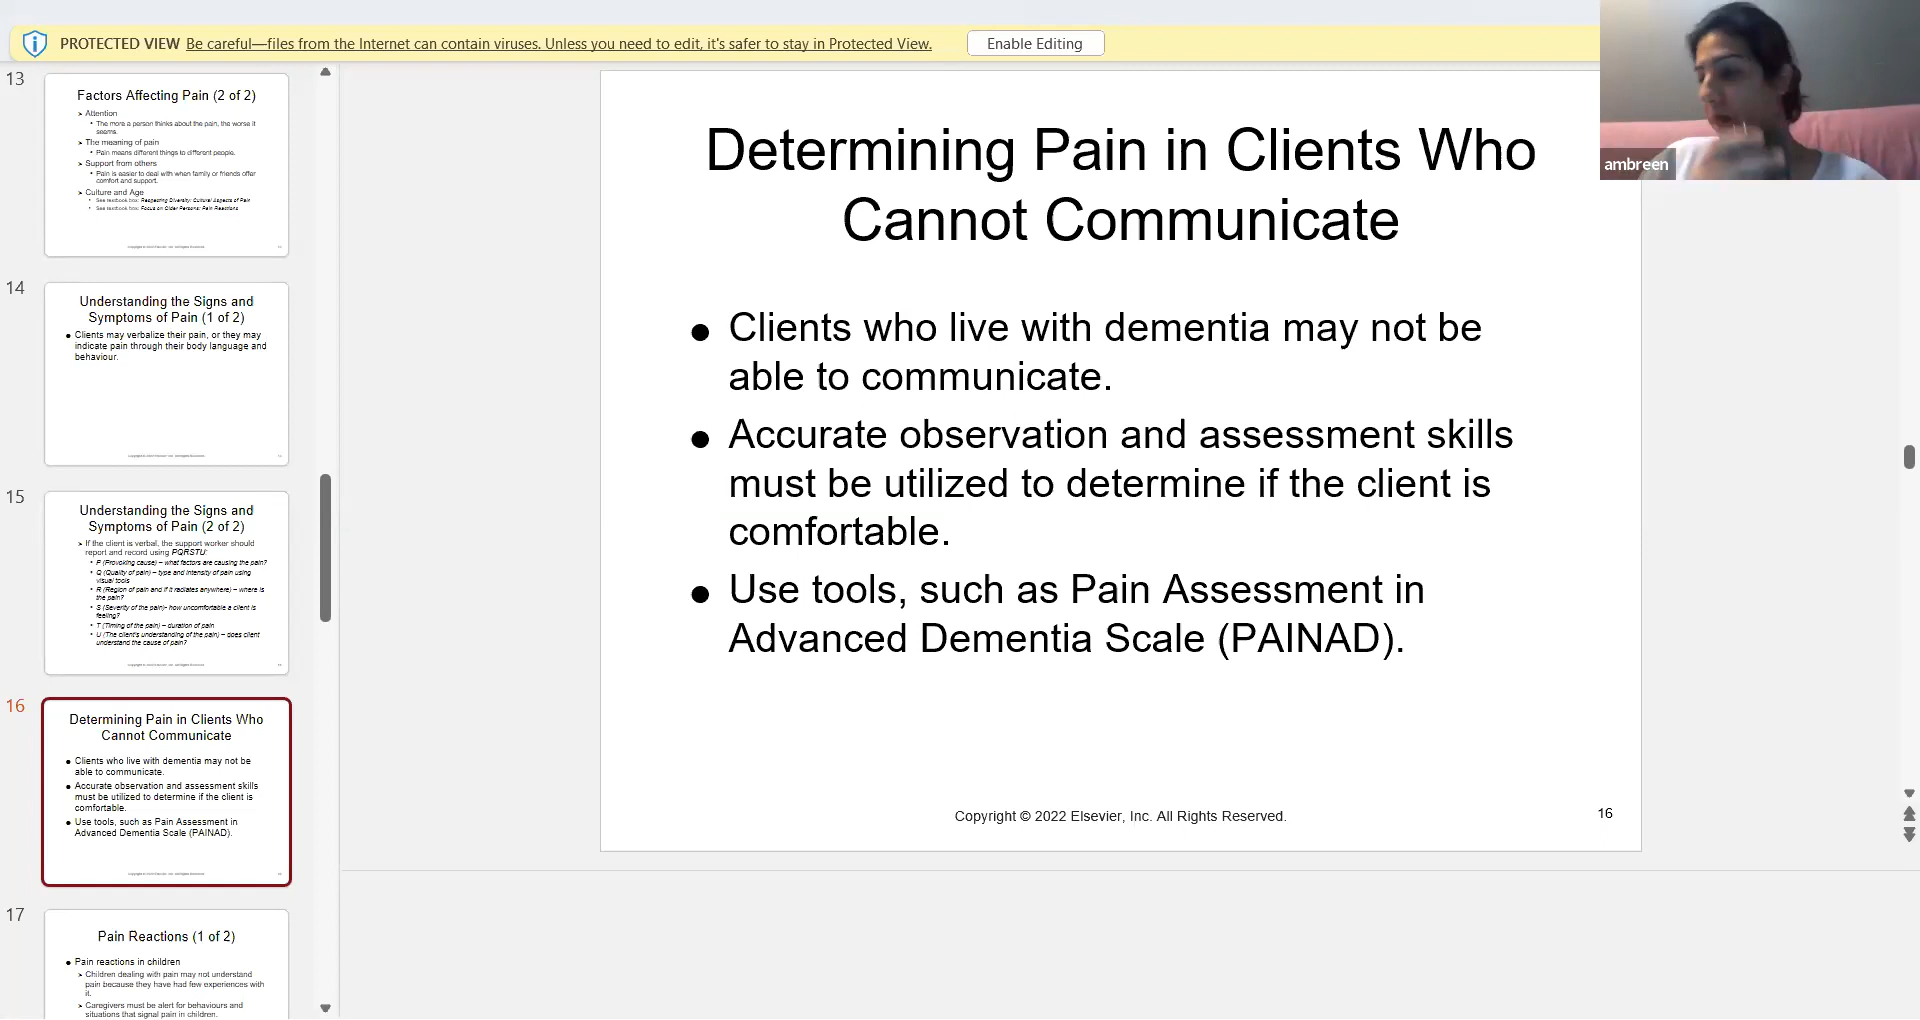 PROTECTED VIEW Be careful—files from the Internet can contain viruses. Unless you need to edit, it's safer to stay in Protected View. Enable Editing
ambreen
13
Factors Affecting Pain (2 of 2)
➢ Attention
• The more a person thinks about the pain, the worse it
seems.
➢ The meaning of pain
• Pain means different things to different people.
➢ Support from others
• Pain is easier to deal with when family or friends offer
comfort and support.
➢ Culture and Age
• See textbook box: Respecting Diversity: Cultural Aspects of Pain
• See textbook box: Focus on Older Persons: Pain Reactions
14
Understanding the Signs and
Symptoms of Pain (1 of 2)
● Clients may verbalize their pain, or they may
indicate pain through their body language and
behaviour.
15
Understanding the Signs and
Symptoms of Pain (2 of 2)
➢ If the client is verbal, the support worker should
report and record using PQRSTU:
• P (Provoking cause) – what factors are causing the pain?
• Q (Quality of pain) – type and intensity of pain using
visual tools
• R (Region of pain and if it radiates anywhere) – where is
the pain?
• S (Severity of the pain)- how uncomfortable a client is
feeling?
• T (Timing of the pain) – duration of pain
• U (The client's understanding of the pain) – does client
understand the cause of pain?
16
Determining Pain in Clients Who
Cannot Communicate
● Clients who live with dementia may not be
able to communicate.
● Accurate observation and assessment skills
must be utilized to determine if the client is
comfortable.
● Use tools, such as Pain Assessment in
Advanced Dementia Scale (PAINAD).
17
Pain Reactions (1 of 2)
● Pain reactions in children
➢ Children dealing with pain may not understand
pain because they have had few experiences with
it.
➢ Caregivers must be alert for behaviours and
situations that signal pain in children.
Determining Pain in Clients Who
Cannot Communicate
● Clients who live with dementia may not be
able to communicate.
● Accurate observation and assessment skills
must be utilized to determine if the client is
comfortable.
● Use tools, such as Pain Assessment in
Advanced Dementia Scale (PAINAD).
Copyright © 2022 Elsevier, Inc. All Rights Reserved.
16